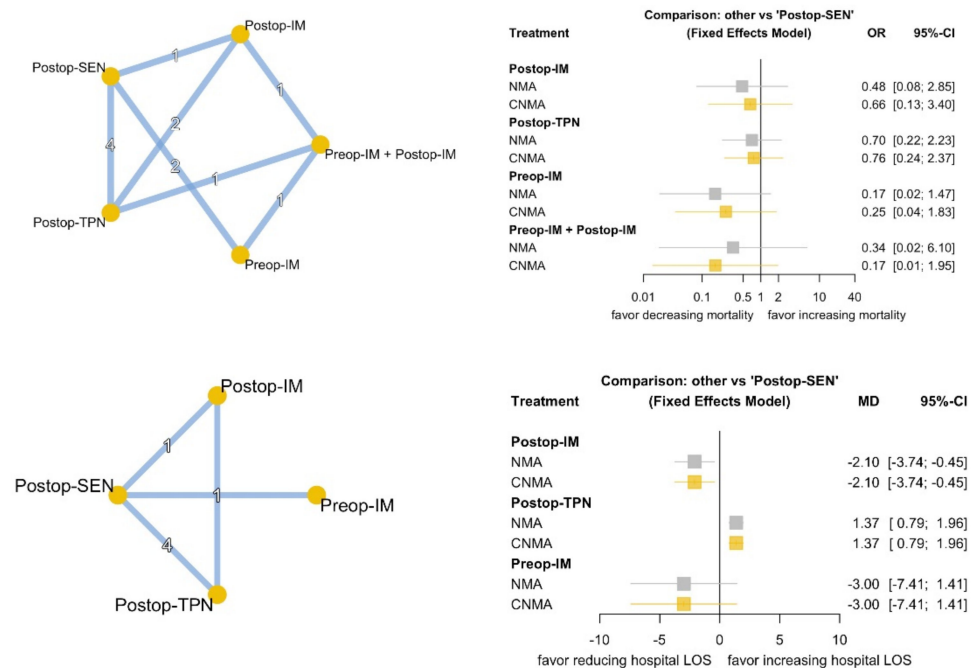 Postop-IM
Postop-SEN
1
1
4
2
2
Preop-IM + Postop-IM
1
1
Postop-TPN
Preop-IM
Comparison: other vs 'Postop-SEN'
Treatment (Fixed Effects Model) OR 95%-CI
Postop-IM
NMA 0.48 [0.08; 2.85]
CNMA 0.66 [0.13; 3.40]
Postop-TPN
NMA 0.70 [0.22; 2.23]
CNMA 0.76 [0.24; 2.37]
Preop-IM
NMA 0.17 [0.02; 1.47]
CNMA 0.25 [0.04; 1.83]
Preop-IM + Postop-IM
NMA 0.34 [0.02; 6.10]
CNMA 0.17 [0.01; 1.95]
0.01 0.1 0.5 1 2 10 40
favor decreasing mortality favor increasing mortality
Postop-IM
1
Postop-SEN
1
Preop-IM
4
Postop-TPN
Comparison: other vs 'Postop-SEN'
Treatment (Fixed Effects Model) MD 95%-CI
Postop-IM
NMA -2.10 [-3.74; -0.45]
CNMA -2.10 [-3.74; -0.45]
Postop-TPN
NMA 1.37 [ 0.79; 1.96]
CNMA 1.37 [ 0.79; 1.96]
Preop-IM
NMA -3.00 [-7.41; 1.41]
CNMA -3.00 [-7.41; 1.41]
-10 -5 0 5 10
favor reducing hospital LOS favor increasing hospital LOS